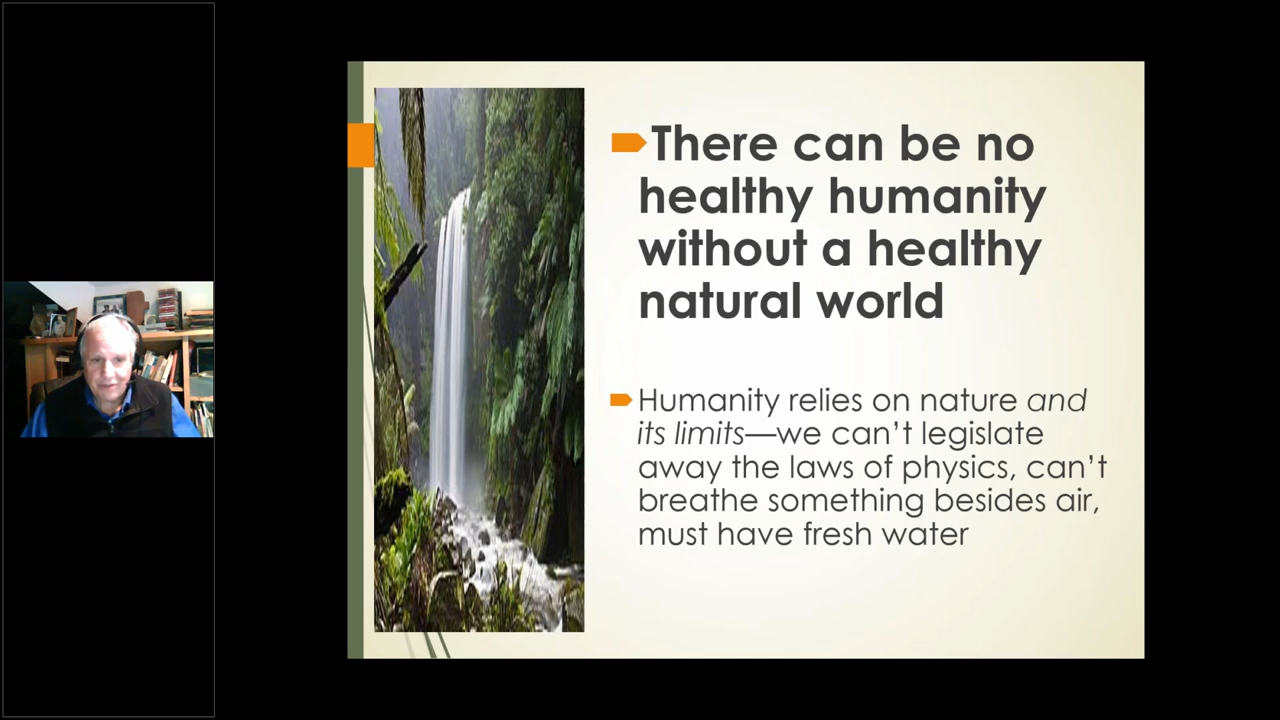 There can be no
healthy humanity
without a healthy
natural world
Humanity relies on nature and
its limits—we can’t legislate
away the laws of physics, can’t
breathe something besides air,
must have fresh water